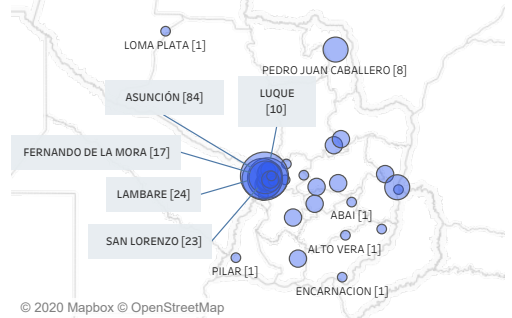 LOMA PLATA [1]
PEDRO JUAN CABALLERO [8]
ASUNCIÓN [84]
LUQUE
[10]
FERNANDO DE LA MORA [17]
LAMBARE [24]
SAN LORENZO [23]
ABAI [1]
ALTO VERA [1]
PILAR [1]
ENCARNACION [1]
© 2020 Mapbox © OpenStreetMap